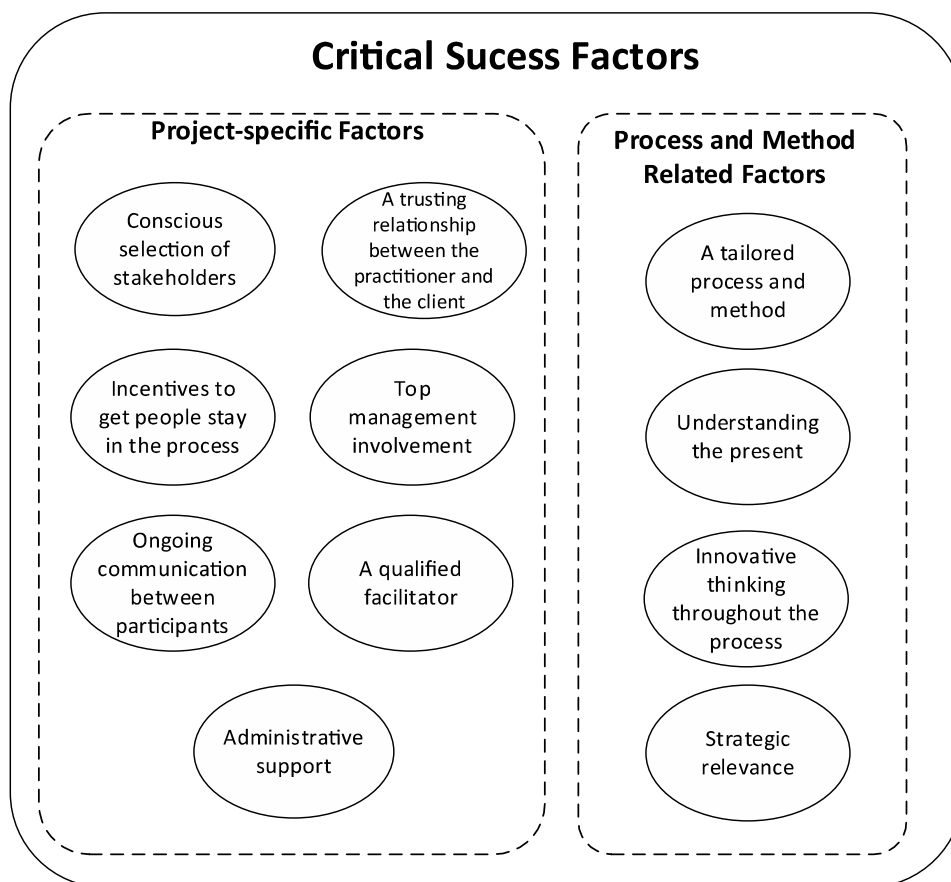 Critical Sucess Factors
Project-specific Factors
Conscious
selection of
stakeholders
A trusting
relationship
between the
practitioner and
the client
Incentives to
get people stay
in the process
Top
management
involvement
Ongoing
communication
between
participants
A qualified
facilitator
Administrative
support
Process and Method
Related Factors
A tailored
process and
method
Understanding
the present
Innovative
thinking
throughout the
process
Strategic
relevance